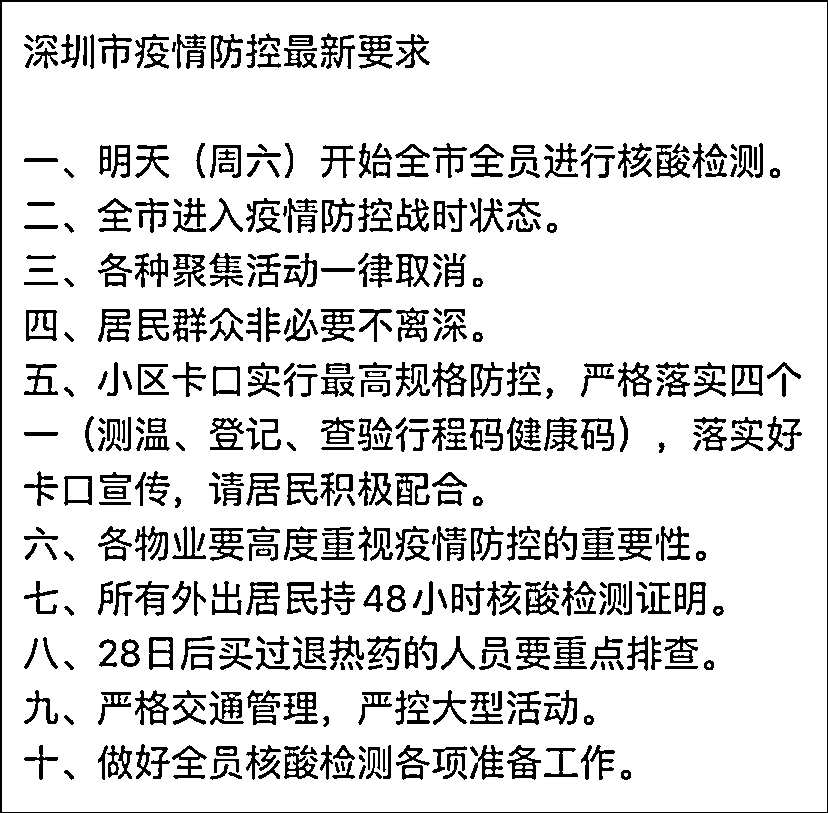 深圳市疫情防控最新要求
一、明天（周六）开始全市全员进行核酸检测。
二、全市进入疫情防控战时状态。
三、各种聚集活动一律取消。
四、居民群众非必要不离深。
五、小区卡口实行最高规格防控，严格落实四个
一（测温、登记、查验行程码健康码），落实好
卡口宣传，请居民积极配合。
六、各物业要高度重视疫情防控的重要性。
七、所有外出居民持48小时核酸检测证明。
八、28日后买过退热药的人员要重点排查。
九、严格交通管理，严控大型活动。
十、做好全员核酸检测各项准备工作。